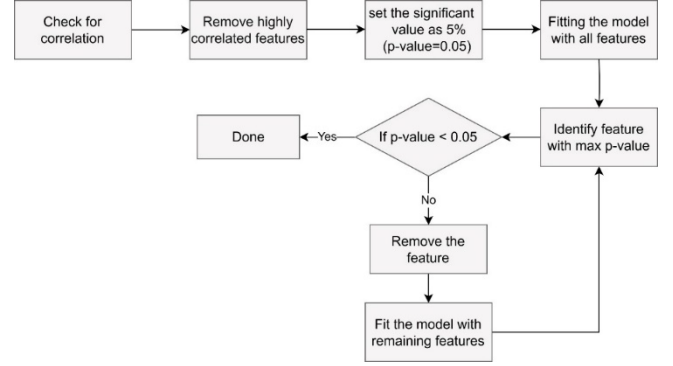 Check for
correlation
Remove highly
correlated features
set the significant
value as 5%
(p-value=0.05)
Fitting the model
with all features
Identify feature
with max p-value
If p-value < 0.05
Yes
Done
No
Remove the
feature
Fit the model with
remaining features